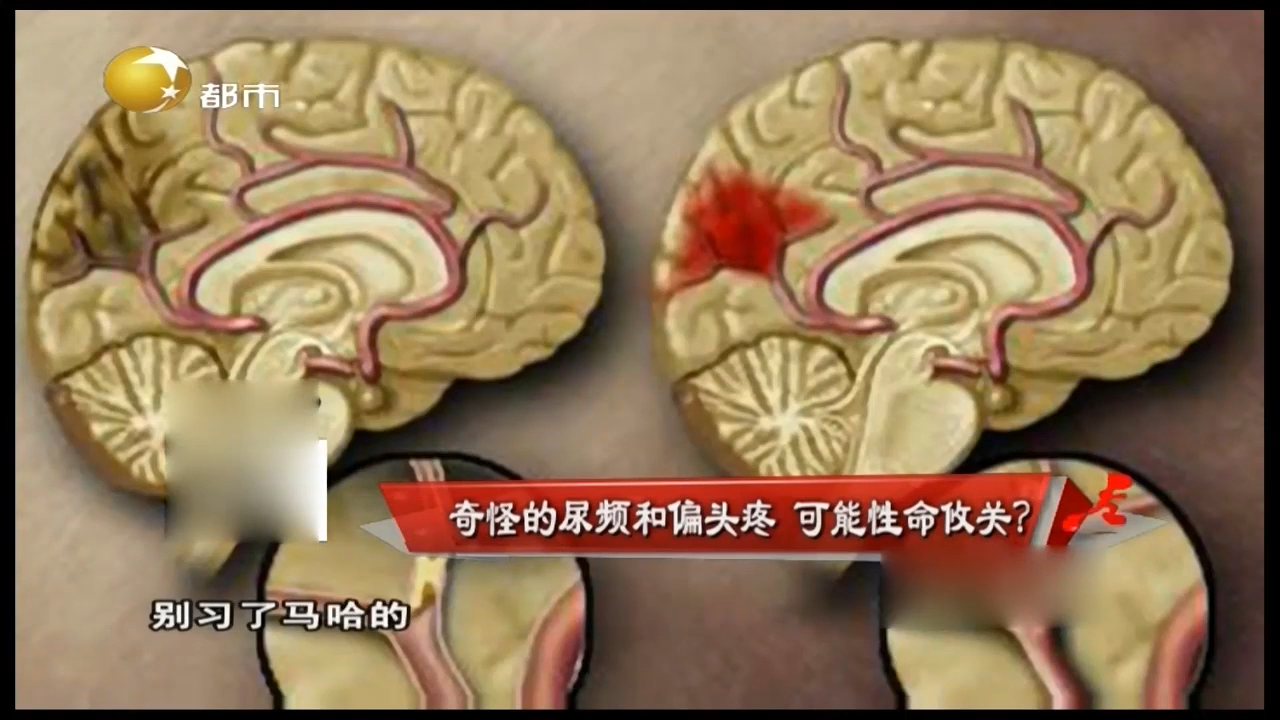 都市
奇怪的尿频和偏头疼 可能性命攸关?
别习了马哈的